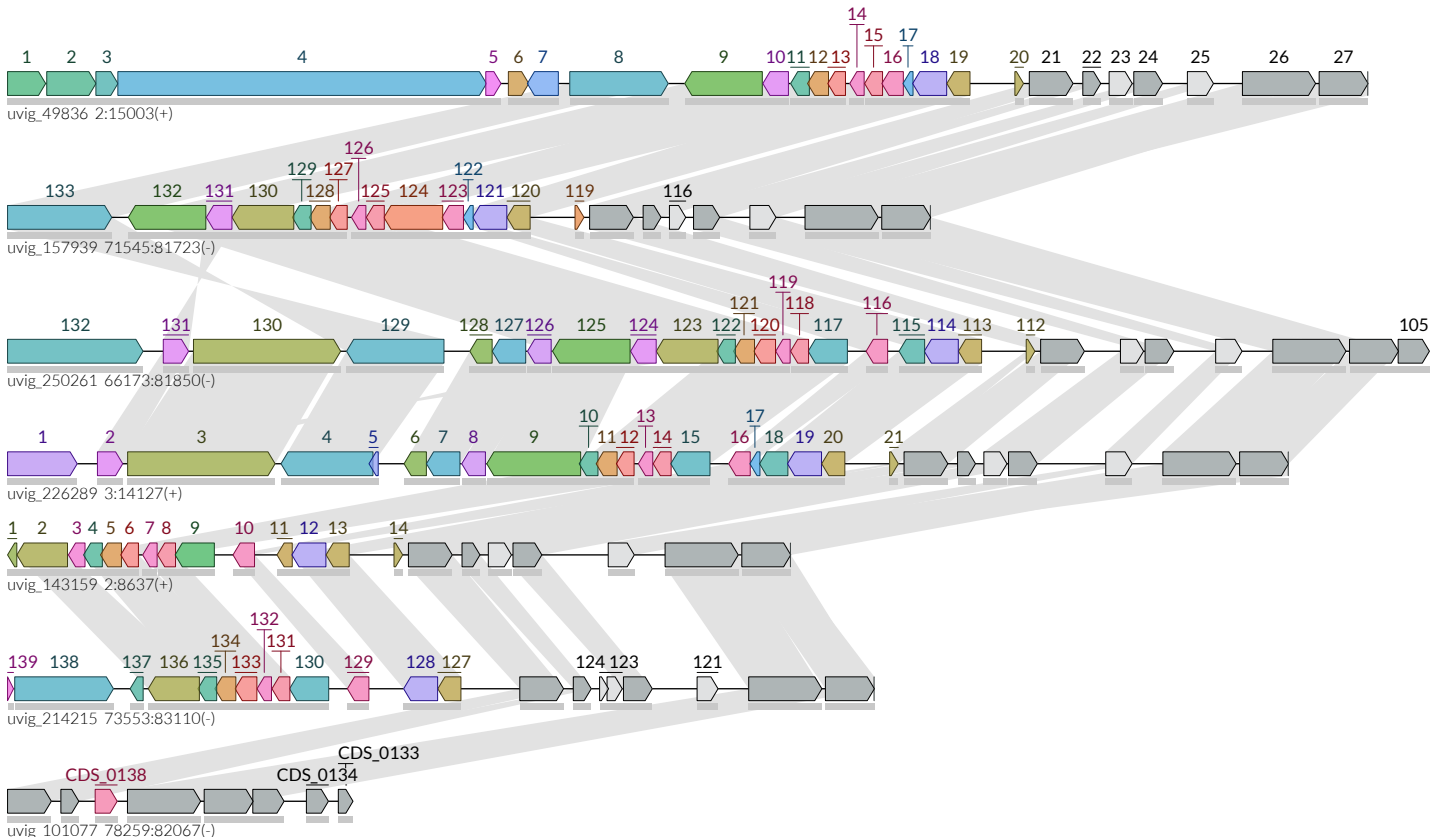 14
15 17
1 2 3 4 5 6 7 8 9 10 11 12 13 16 18 19 20 21 22 23 24 25 26 27
uvig_49836 2:15003(+)
126
129 127 122
133 132 131 130 128 125 124 123 121 120 119 116
uvig_157939 71545:81723(-)
119
121 118 116
132 131 130 129 128 127 126 125 124 123 122 120 117 115 114 113 112 105
uvig_250261 66173:81850(-)
10 13 17
1 2 3 4 5 6 7 8 9 11 12 14 15 16 18 19 20 21
uvig_226289 3:14127(+)
1 2 3 4 5 6 7 8 9 10 11 12 13 14
uvig_143159 2:8637(+)
132
134 131
139 138 137 136 135 133 130 129 128 127 124 123 121
uvig_214215 73553:83110(-)
CDS_0133
CDS_0138 CDS_0134
uvig_101077 78259:82067(-)